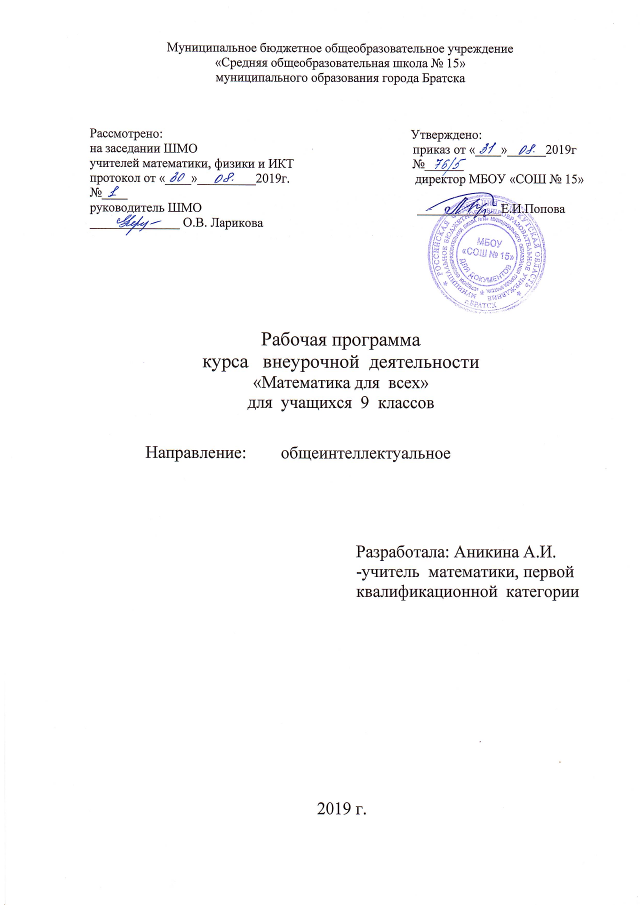 Муниципальное бюджетное общеобразовательное учреждение
«Средняя общеобразовательная школа № 15»
муниципального образования города Братска
Рассмотрено:
на заседании ШМО
учителей математики, физики и ИКТ
протокол от « 30 » 08. 2019г.
№ 1
руководитель ШМО
О.В. Ларикова
Утверждено:
приказ от « 31 » 08. 2019г
№ 76/5
директор МБОУ «СОШ № 15»
Е.И.Попова
МБОУ
«СОШ № 15»
ДЛЯ ДОКУМЕНТОВ
Рабочая программа
курса внеурочной деятельности
«Математика для всех»
для учащихся 9 классов
Направление: общеинтеллектуальное
Разработала: Аникина А.И.
-учитель математики, первой
квалификационной категории
2019 г.